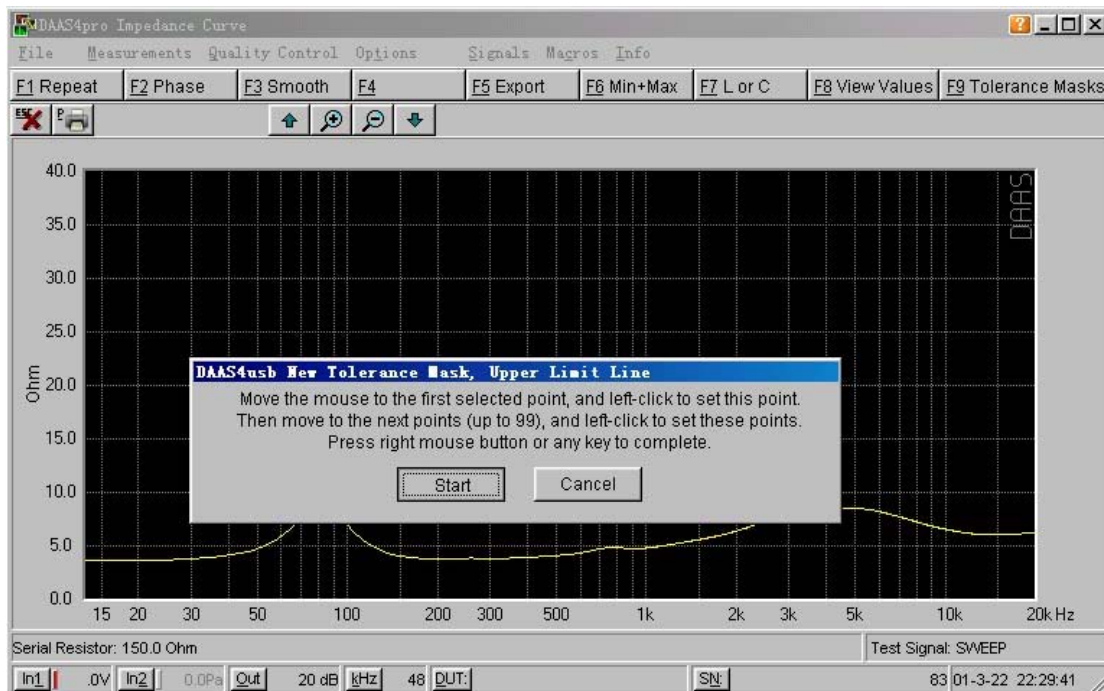 DAAS4pro Impedance Curve
File Measurements Quality Control Options Signals Macros Info
F1 Repeat F2 Phase F3 Smooth F4 F5 Export F6 Min+Max F7 L or C F8 View Values F9 Tolerance Masks
ESC P
DAAS
40.0
35.0
30.0
25.0
20.0
15.0
10.0
5.0
0.0
Ohm
DAAS4usb New Tolerance Mask, Upper Limit Line
Move the mouse to the first selected point, and left-click to set this point.
Then move to the next points (up to 99), and left-click to set these points.
Press right mouse button or any key to complete.
Start Cancel
15 20 30 50 100 200 300 500 1k 2k 3k 5k 10k 20k Hz
Serial Resistor: 150.0 Ohm Test Signal: SWEEP
In1 .0V In2 0.0Pa Out 20 dB kHz 48 DUT: SN: 83 01-3-22 22:29:41